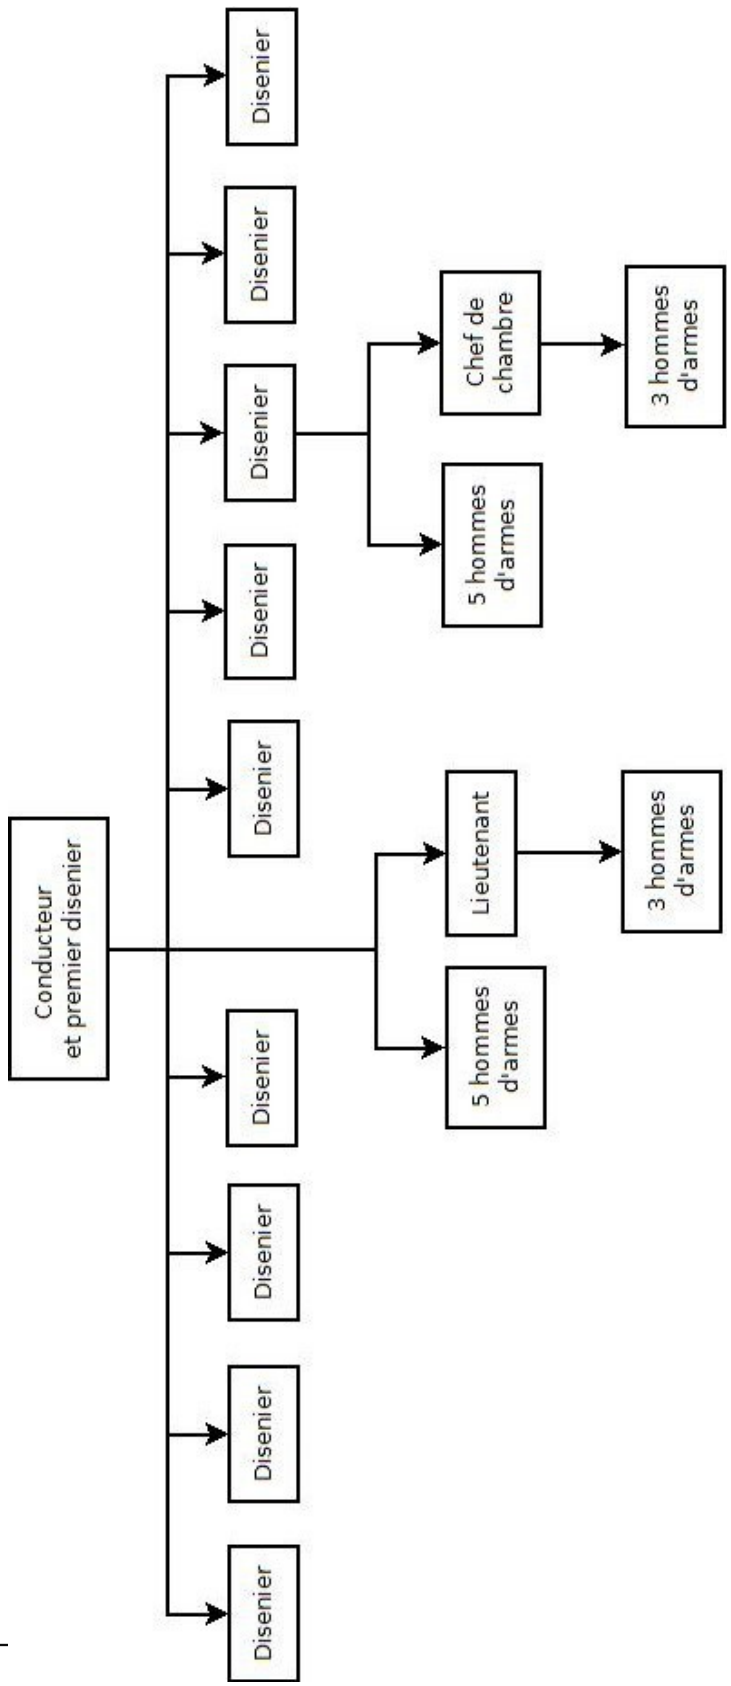 Conducteur
et premier disenier
Disenier
Disenier
Disenier
Disenier
Disenier
Disenier
Disenier
Disenier
Disenier
5 hommes
d'armes
Lieutenant
5 hommes
d'armes
Chef de
chambre
3 hommes
d'armes
3 hommes
d'armes